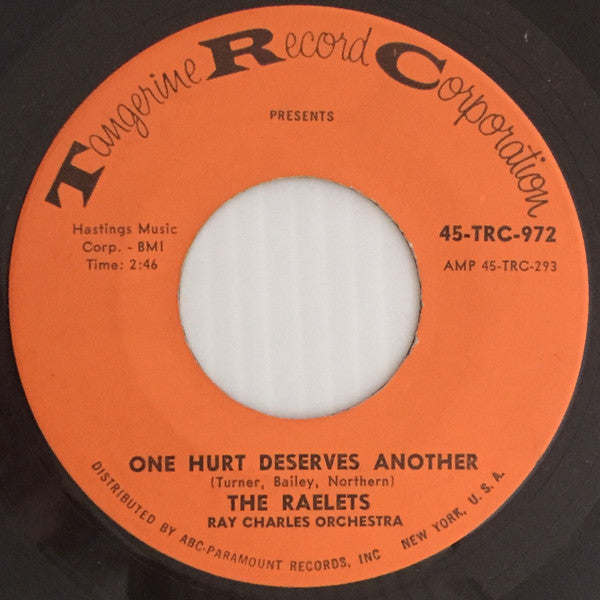 Tangerine Record Corporation
PRESENTS
Hastings Music
Corp. - BMI
Time: 2:46
45-TRC-972
AMP 45-TRC-293
ONE HURT DESERVES ANOTHER
(Turner, Bailey, Northern)
THE RAELETS
RAY CHARLES ORCHESTRA
DISTRIBUTED BY ABC-PARAMOUNT RECORDS, INC NEW YORK, U.S.A.